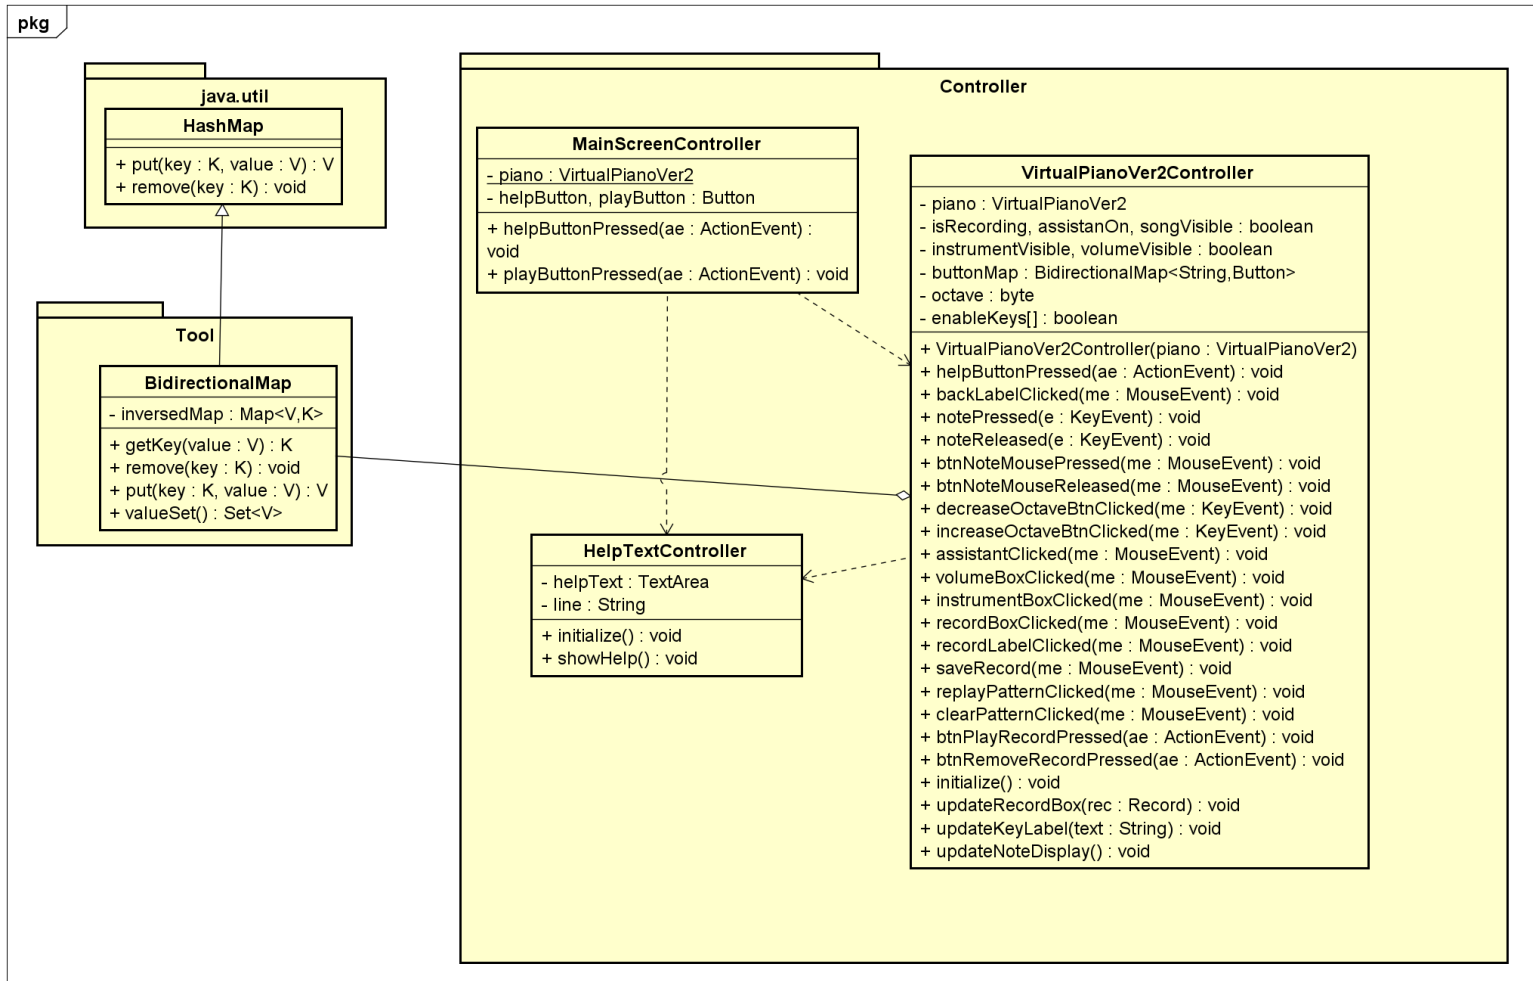 pkg
java.util
HashMap
+ put(key : K, value : V) : V
+ remove(key : K) : void
Tool
BidirectionalMap
- inversedMap : Map<V,K>
+ getKey(value : V) : K
+ remove(key : K) : void
+ put(key : K, value : V) : V
+ valueSet() : Set<V>
Controller
MainScreenController
- piano : VirtualPianoVer2
- helpButton, playButton : Button
+ helpButtonPressed(ae : ActionEvent) :
void
+ playButtonPressed(ae : ActionEvent) : void
HelpTextController
- helpText : TextArea
- line : String
+ initialize() : void
+ showHelp() : void
VirtualPianoVer2Controller
- piano : VirtualPianoVer2
- isRecording, assistanOn, songVisible : boolean
- instrumentVisible, volumeVisible : boolean
- buttonMap : BidirectionalMap<String,Button>
- octave : byte
- enableKeys[] : boolean
+ VirtualPianoVer2Controller(piano : VirtualPianoVer2)
+ helpButtonPressed(ae : ActionEvent) : void
+ backLabelClicked(me : MouseEvent) : void
+ notePressed(e : KeyEvent) : void
+ noteReleased(e : KeyEvent) : void
+ btnNoteMousePressed(me : MouseEvent) : void
+ btnNoteMouseReleased(me : MouseEvent) : void
+ decreaseOctaveBtnClicked(me : KeyEvent) : void
+ increaseOctaveBtnClicked(me : KeyEvent) : void
+ assistantClicked(me : MouseEvent) : void
+ volumeBoxClicked(me : MouseEvent) : void
+ instrumentBoxClicked(me : MouseEvent) : void
+ recordBoxClicked(me : MouseEvent) : void
+ recordLabelClicked(me : MouseEvent) : void
+ saveRecord(me : MouseEvent) : void
+ replayPatternClicked(me : MouseEvent) : void
+ clearPatternClicked(me : MouseEvent) : void
+ btnPlayRecordPressed(ae : ActionEvent) : void
+ btnRemoveRecordPressed(ae : ActionEvent) : void
+ initialize() : void
+ updateRecordBox(rec : Record) : void
+ updateKeyLabel(text : String) : void
+ updateNoteDisplay() : void